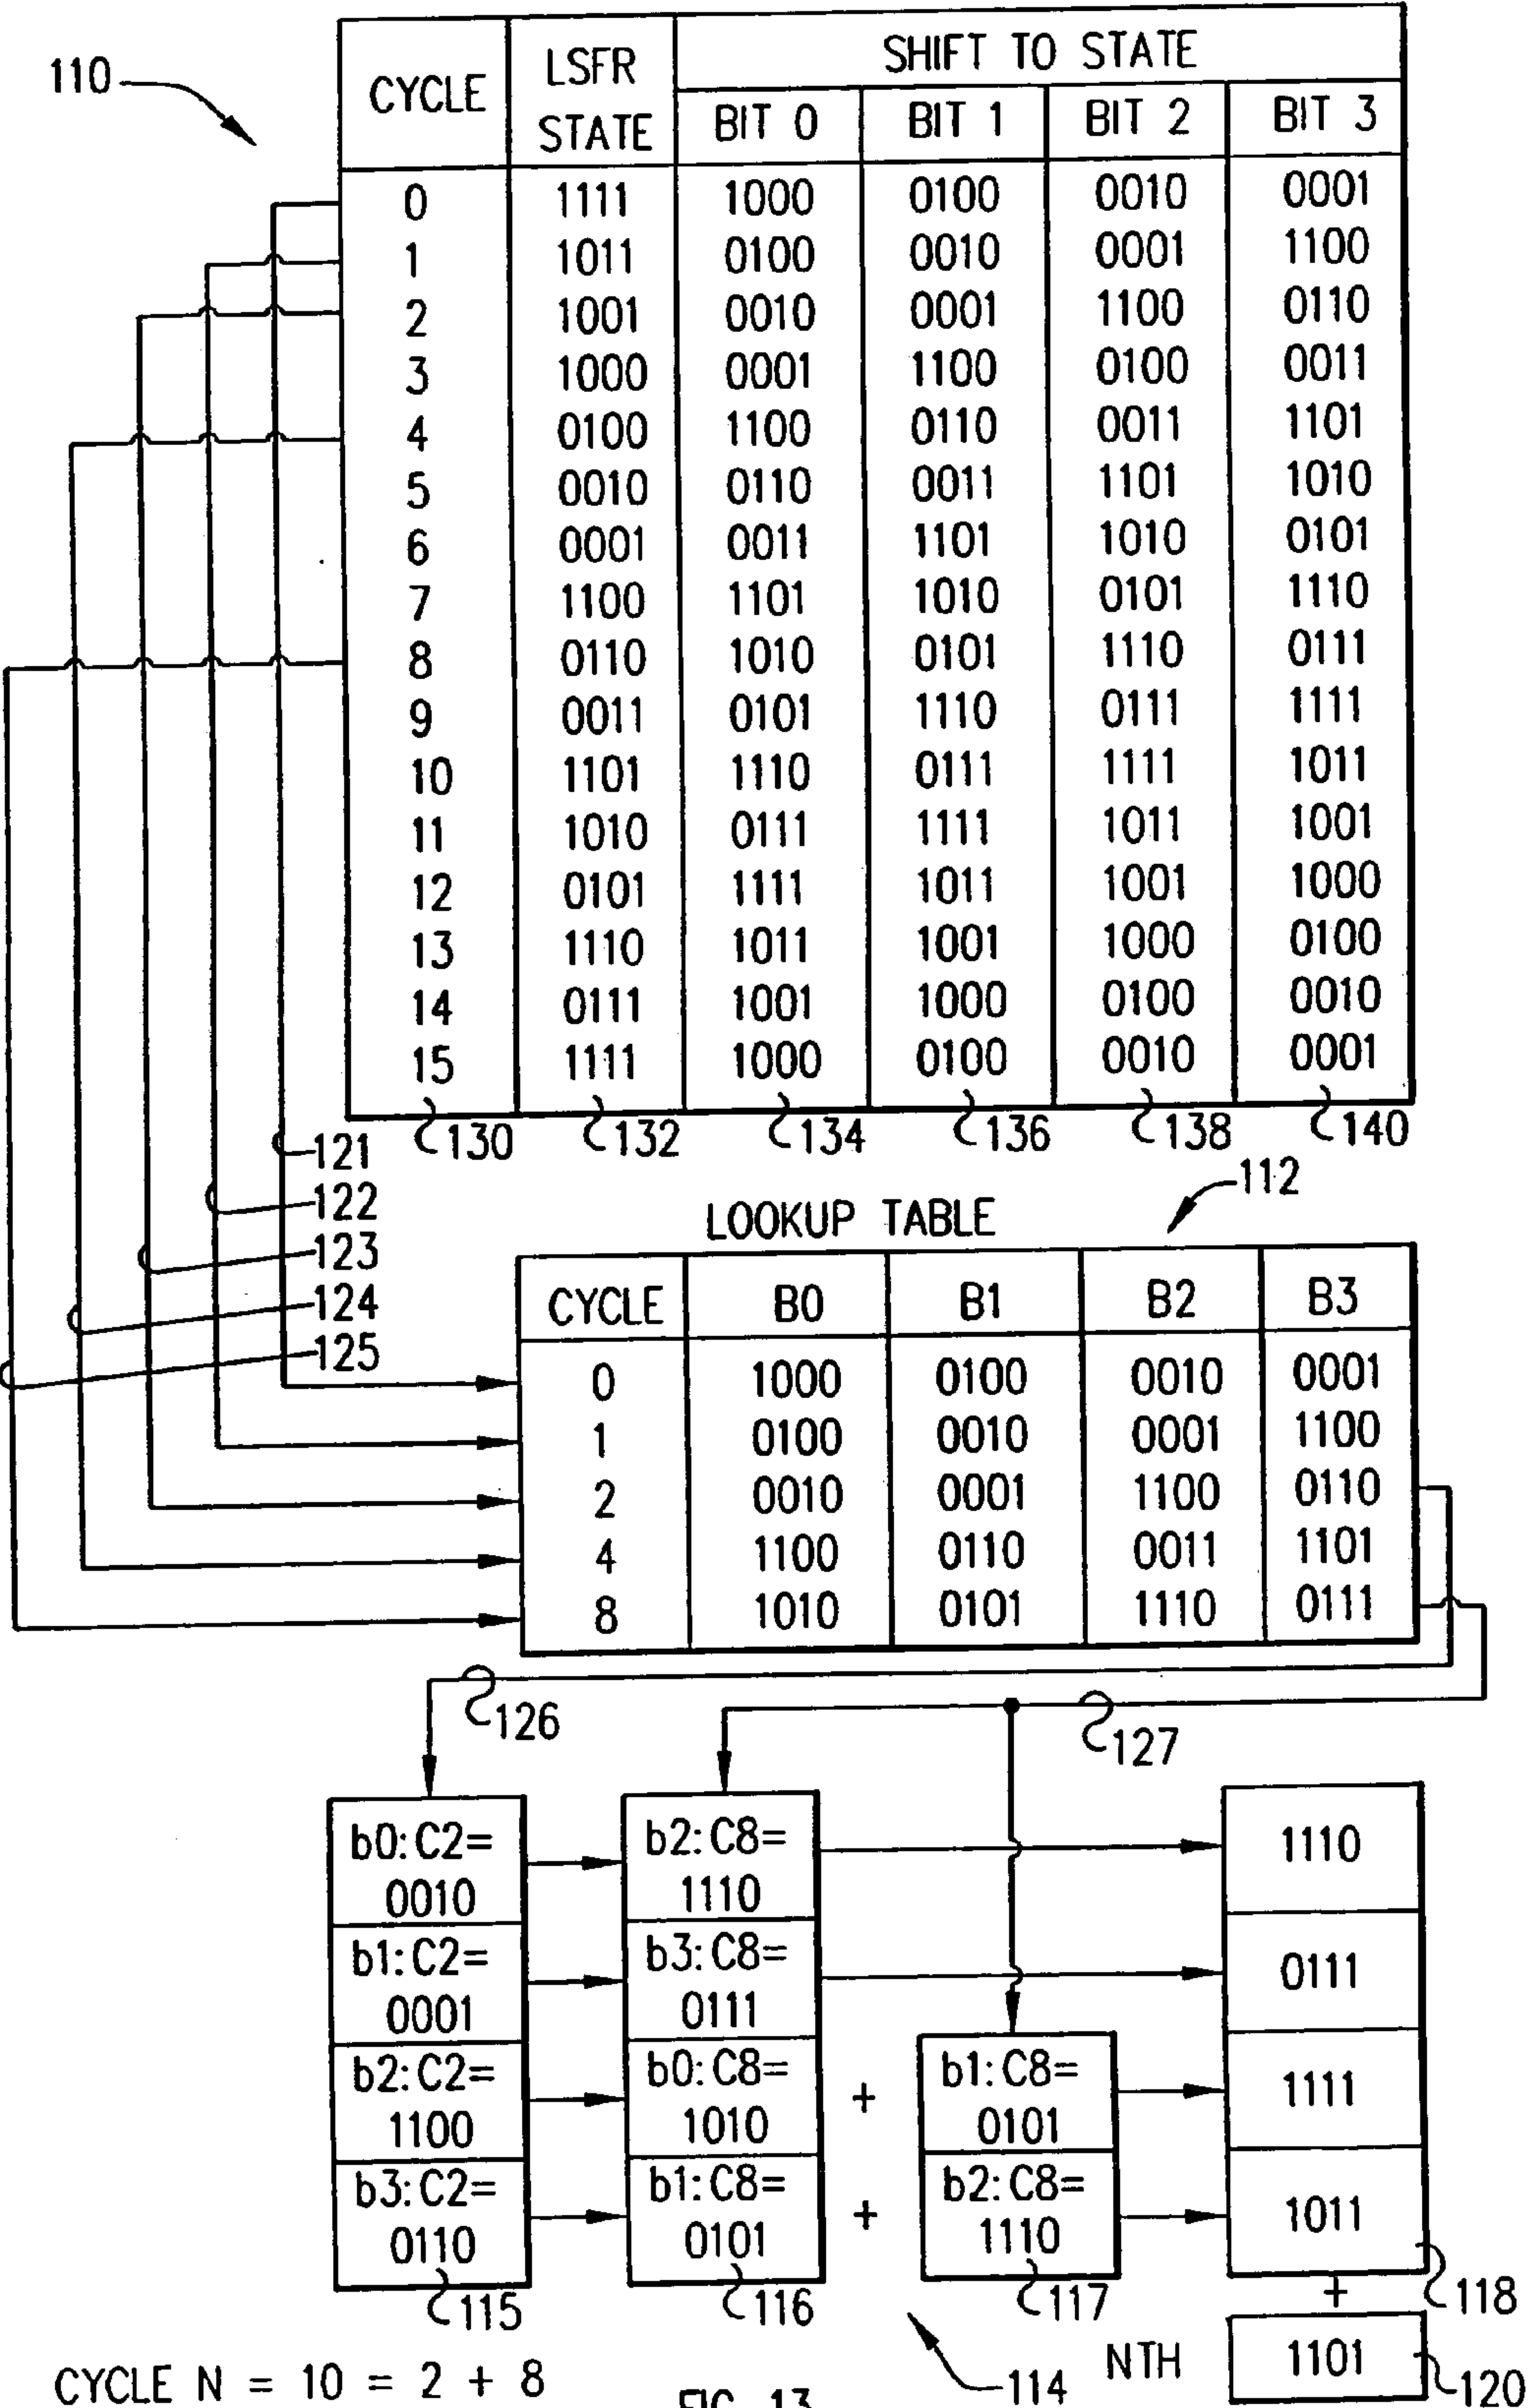 110
CYCLE LSFR STATE SHIFT TO STATE
BIT 0 BIT 1 BIT 2 BIT 3
0 1111 1000 0100 0010 0001
1 1011 0100 0010 0001 1100
2 1001 0010 0001 1100 0110
3 1000 0001 1100 0100 0011
4 0100 1100 0110 0011 1101
5 0010 0110 0011 1101 1010
6 0001 0011 1101 1010 0101
7 1100 1101 1010 0101 1110
8 0110 1010 0101 1110 0111
9 0011 0101 1110 0111 1111
10 1101 1110 0111 1111 1011
11 1010 0111 1111 1011 1001
12 0101 1111 1011 1001 1000
13 1110 1011 1001 1000 0100
14 0111 1001 1000 0100 0010
15 1111 1000 0100 0010 0001
130 132 134 136 138 140
121
122
123
124
125
LOOKUP TABLE 112
CYCLE B0 B1 B2 B3
0 1000 0100 0010 0001
1 0100 0010 0001 1100
2 0010 0001 1100 0110
4 1100 0110 0011 1101
8 1010 0101 1110 0111
126 127
b0:C2= b2:C8=
0010 1110 1110
b1:C2= b3:C8=
0001 0111 0111
b2:C2= b0:C8= + b1:C8=
1100 1010 0101 1111
b3:C2= b1:C8= + b2:C8=
0110 0101 1110 1011
115 116 117 118
+
CYCLE N = 10 = 2 + 8 FIG. 13 114 NTH 1101 120